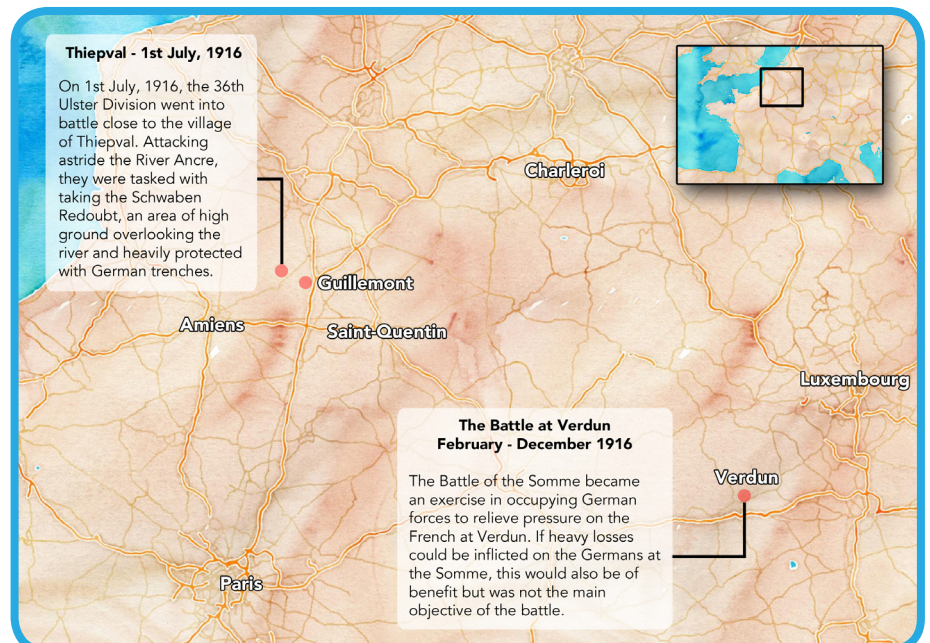 Thiepval - 1st July, 1916
On 1st July, 1916, the 36th
Ulster Division went into
battle close to the village
of Thiepval. Attacking
astride the River Ancre,
they were tasked with
taking the Schwaben
Redoubt, an area of high
ground overlooking the
river and heavily protected
with German trenches.
Charleroi
Guillemont
Amiens
Saint-Quentin
Luxembourg
The Battle at Verdun
February - December 1916
The Battle of the Somme became
an exercise in occupying German
forces to relieve pressure on the
French at Verdun. If heavy losses
could be inflicted on the Germans at
the Somme, this would also be of
benefit but was not the main
objective of the battle.
Verdun
Paris